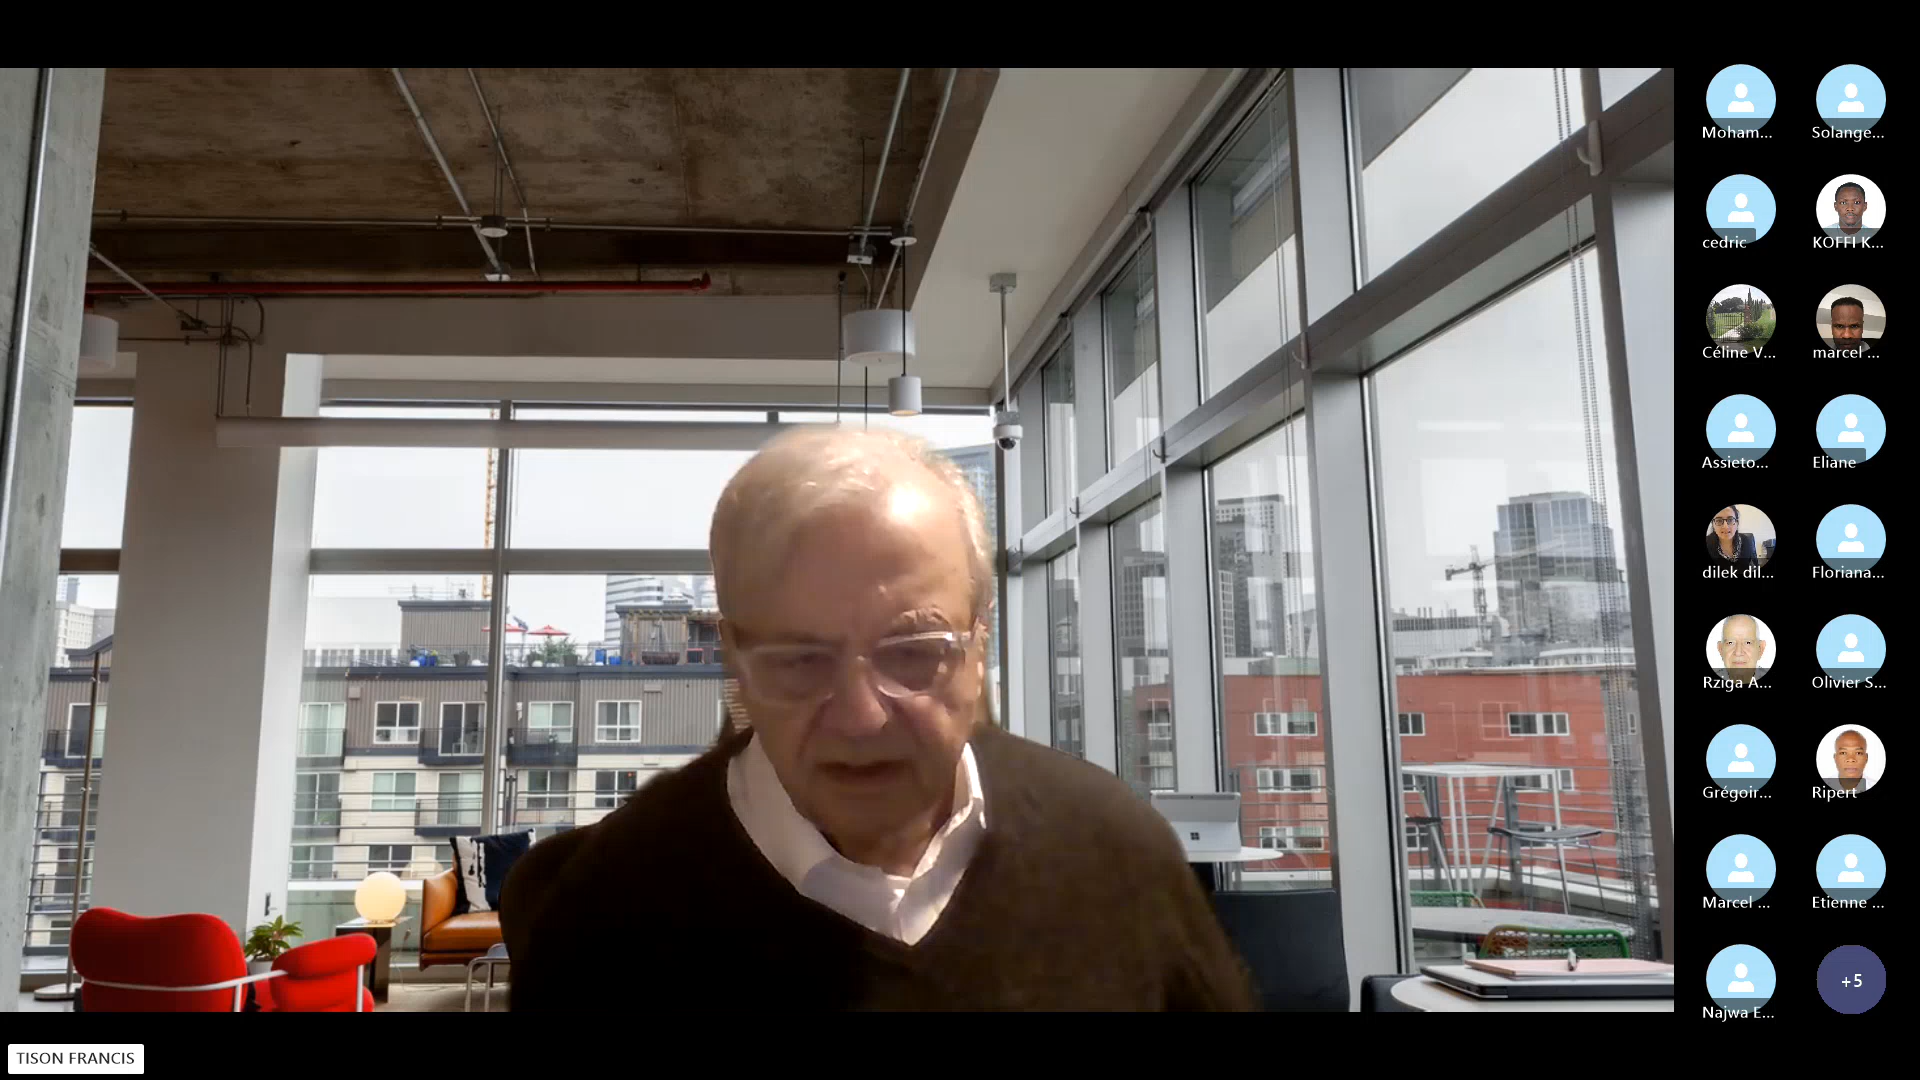 Moham...
Solange...
cedric
KOFFI K...
Céline V...
marcel ...
Assieto...
Eliane
dilek dil...
Floriana...
Rziga A...
Olivier S...
Grégoir...
Ripert
Marcel ...
Etienne ...
Najwa E...
+5
TISON FRANCIS